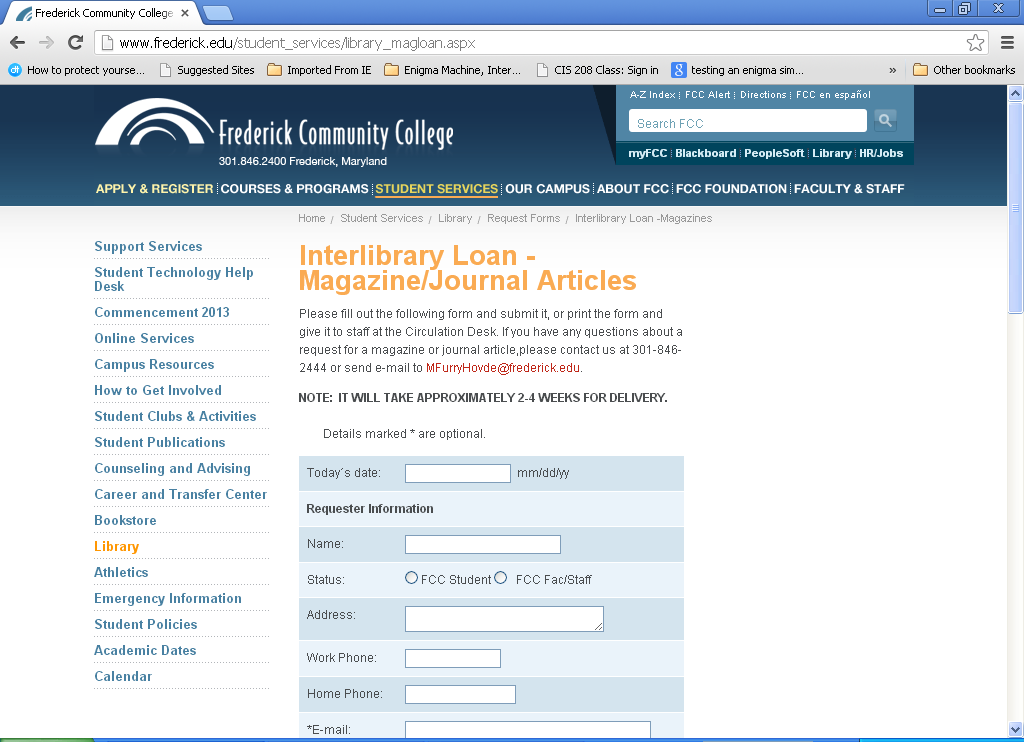 Frederick Community College
www.frederick.edu/student_services/library_magloan.aspx
How to protect yourse... Suggested Sites Imported From IE Enigma Machine, Inter... CIS 208 Class: Sign in testing an enigma sim... » Other bookmarks
A-Z Index FCC Alert Directions FCC en español
Search FCC
Frederick Community College
301.846.2400 Frederick, Maryland
myFCC Blackboard PeopleSoft Library HR/Jobs
APPLY & REGISTER COURSES & PROGRAMS STUDENT SERVICES OUR CAMPUS ABOUT FCC FCC FOUNDATION FACULTY & STAFF
Home / Student Services / Library / Request Forms / Interlibrary Loan -Magazines
Support Services
Student Technology Help
Desk
Commencement 2013
Online Services
Campus Resources
How to Get Involved
Student Clubs & Activities
Student Publications
Counseling and Advising
Career and Transfer Center
Bookstore
Library
Athletics
Emergency Information
Student Policies
Academic Dates
Calendar
Interlibrary Loan -
Magazine/Journal Articles
Please fill out the following form and submit it, or print the form and
give it to staff at the Circulation Desk. If you have any questions about a
request for a magazine or journal article,please contact us at 301-846-
2444 or send e-mail to MFurryHovde@frederick.edu.
NOTE: IT WILL TAKE APPROXIMATELY 2-4 WEEKS FOR DELIVERY.
Details marked * are optional.
Today´s date: mm/dd/yy
Requester Information
Name:
Status: FCC Student FCC Fac/Staff
Address:
Work Phone:
Home Phone:
*E-mail: